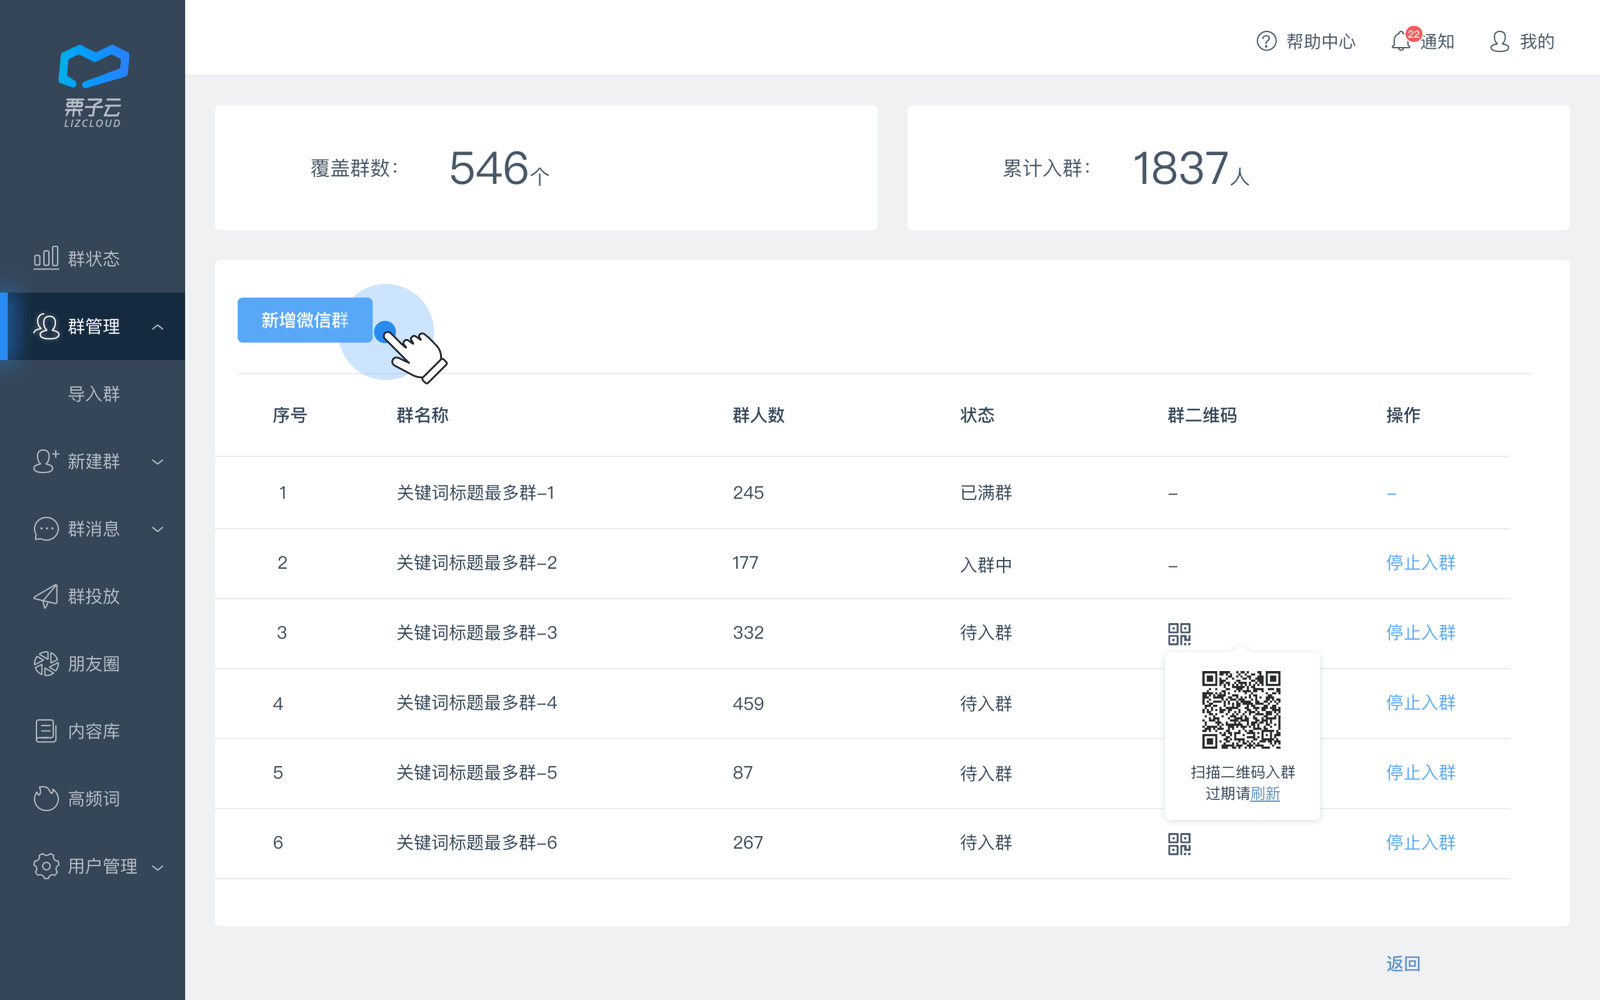 帮助中心
22
通知
我的
栗子云
LIZCLOUD
群状态
群管理
导入群
新建群
群消息
群投放
朋友圈
内容库
高频词
用户管理
覆盖群数： 546个
累计入群： 1837人
新增微信群
序号 群名称 群人数 状态 群二维码 操作
1 关键词标题最多群–1 245 已满群 – –
2 关键词标题最多群–2 177 入群中 – 停止入群
3 关键词标题最多群–3 332 待入群 停止入群
4 关键词标题最多群–4 459 待入群 停止入群
5 关键词标题最多群–5 87 待入群 停止入群
扫描二维码入群
过期请刷新
6 关键词标题最多群–6 267 待入群 停止入群
返回